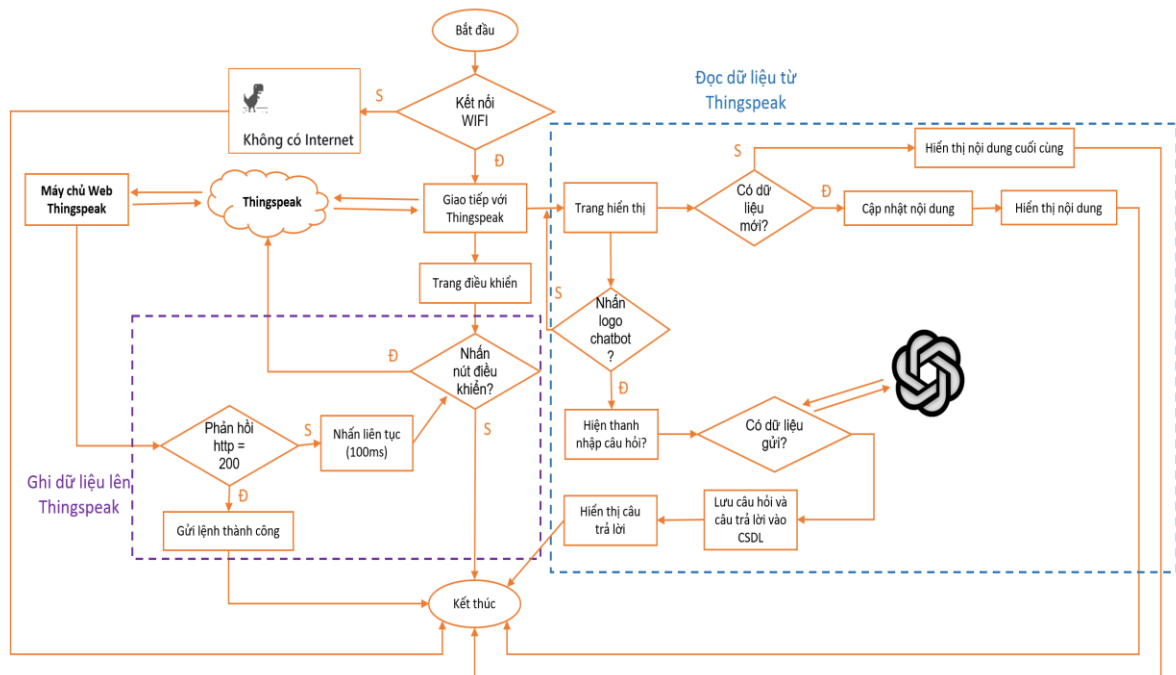 Bắt đầu
Đọc dữ liệu từ
Thingspeak
S
Kết nối
WIFI
Không có Internet
Đ
S
Hiển thị nội dung cuối cùng
Máy chủ Web
Thingspeak
Thingspeak
Giao tiếp với
Thingspeak
Trang hiển thị
Có dữ
liệu
mới?
Đ
Cập nhật nội dung
Hiển thị nội dung
Trang điều khiển
S
Nhấn
logo
chatbot
?
Đ
Nhấn
nút điều
khiển?
Đ
S
Phản hồi
http =
200
S
Nhấn liên tục
(100ms)
Hiện thanh
nhập câu hỏi?
Có dữ liệu
gửi?
Ghi dữ liệu lên
Thingspeak
Đ
Gửi lệnh thành công
Hiển thị câu
trả lời
Lưu câu hỏi và
câu trả lời vào
CSDL
Kết thúc